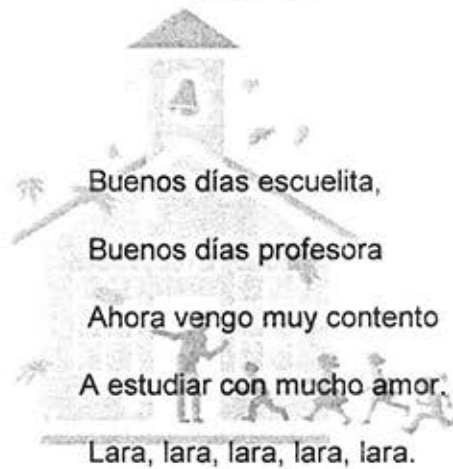 Buenos días escuelita,
Buenos días profesora
Ahora vengo muy contento
A estudiar con mucho amor.
Lara, lara, lara, lara, lara.